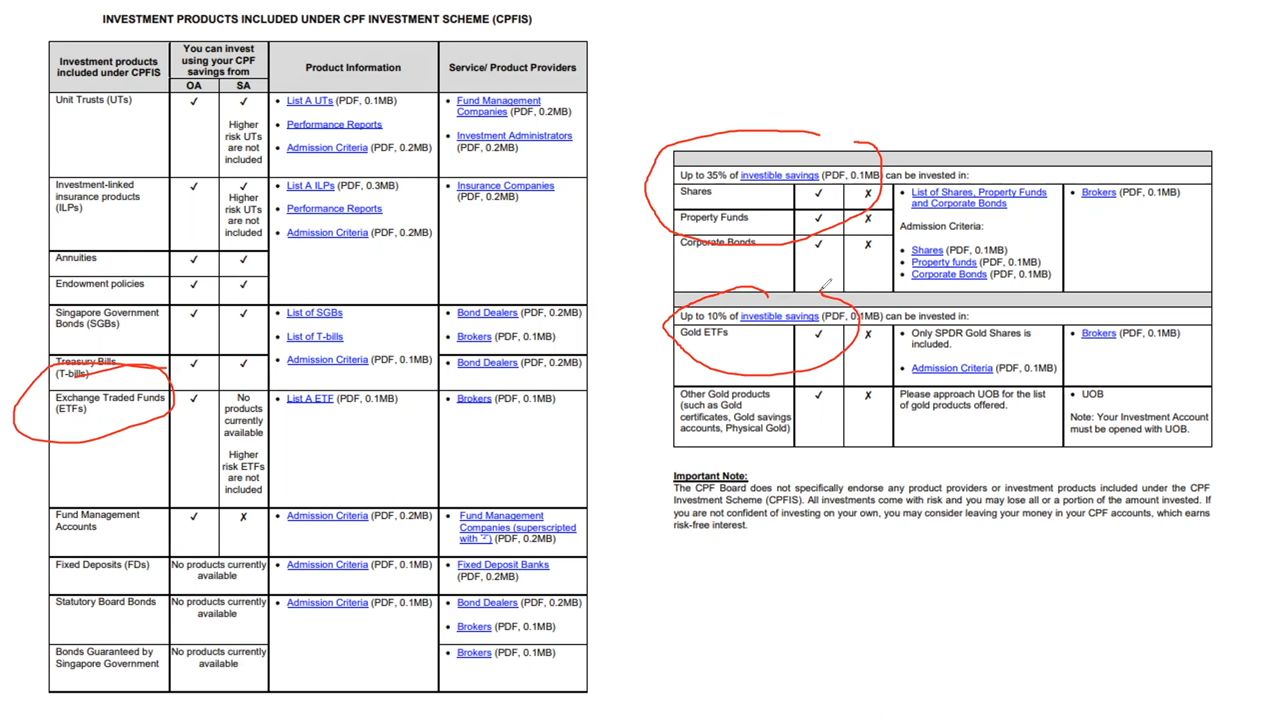 INVESTMENT PRODUCTS INCLUDED UNDER CPF INVESTMENT SCHEME (CPFIS)
Investment products
included under CPFIS
You can invest
using your CPF
savings from
OA
SA
Product Information
Service/ Product Providers
Unit Trusts (UTs)
✓
✓
Higher
risk UTs
are not
included
• List A UTs (PDF, 0.1MB)
• Performance Reports
• Admission Criteria (PDF, 0.2MB)
• Fund Management
Companies (PDF, 0.2MB)
• Investment Administrators
(PDF, 0.2MB)
Investment-linked
insurance products
(ILPs)
✓
✓
Higher
risk UTs
are not
included
• List A ILPs (PDF, 0.3MB)
• Performance Reports
• Admission Criteria (PDF, 0.2MB)
• Insurance Companies
(PDF, 0.2MB)
Annuities
✓
✓
Endowment policies
✓
✓
Singapore Government
Bonds (SGBs)
✓
✓
• List of SGBs
• List of T-bills
• Admission Criteria (PDF, 0.1MB)
• Bond Dealers (PDF, 0.2MB)
• Brokers (PDF, 0.1MB)
Treasury Bills
(T-bills)
✓
✓
• Bond Dealers (PDF, 0.2MB)
Exchange Traded Funds
(ETFs)
✓
No
products
currently
available
Higher
risk ETFs
are not
included
• List A ETF (PDF, 0.1MB)
• Brokers (PDF, 0.1MB)
Fund Management
Accounts
✓
✗
• Admission Criteria (PDF, 0.2MB)
• Fund Management
Companies (superscripted
with "2") (PDF, 0.2MB)
Fixed Deposits (FDs)
No products currently
available
• Admission Criteria (PDF, 0.1MB)
• Fixed Deposit Banks
(PDF, 0.2MB)
Statutory Board Bonds
No products currently
available
• Admission Criteria (PDF, 0.1MB)
• Bond Dealers (PDF, 0.2MB)
• Brokers (PDF, 0.1MB)
Bonds Guaranteed by
Singapore Government
No products currently
available
• Brokers (PDF, 0.1MB)
Up to 35% of investible savings (PDF, 0.1MB) can be invested in:
Shares
✓
✗
• List of Shares, Property Funds
and Corporate Bonds
Admission Criteria:
• Shares (PDF, 0.1MB)
• Property funds (PDF, 0.1MB)
• Corporate Bonds (PDF, 0.1MB)
• Brokers (PDF, 0.1MB)
Property Funds
✓
✗
Corporate Bonds
✓
✗
Up to 10% of investible savings (PDF, 0.1MB) can be invested in:
Gold ETFs
✓
✗
• Only SPDR Gold Shares is
included.
• Admission Criteria (PDF, 0.1MB)
• Brokers (PDF, 0.1MB)
Other Gold products
(such as Gold
certificates, Gold savings
accounts, Physical Gold)
✓
✗
Please approach UOB for the list
of gold products offered.
• UOB
Note: Your Investment Account
must be opened with UOB.
Important Note:
The CPF Board does not specifically endorse any product providers or investment products included under the CPF
Investment Scheme (CPFIS). All investments come with risk and you may lose all or a portion of the amount invested. If
you are not confident of investing on your own, you may consider leaving your money in your CPF accounts, which earns
risk-free interest.